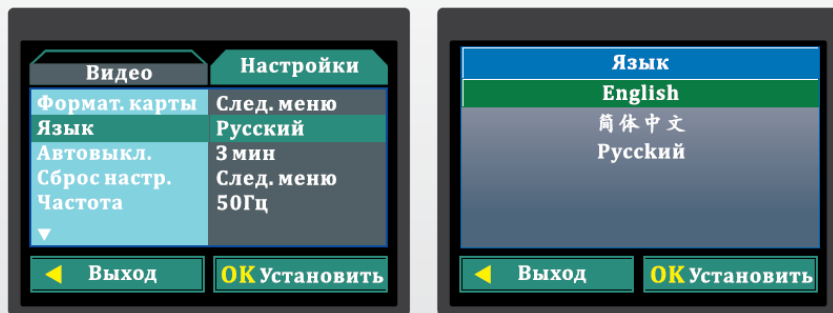 Видео Настройки
Формат. карты След. меню
Язык Русский
Автовыкл. 3 мин
Сброс настр. След. меню
Частота 50Гц
Выход OK Установить
Язык
English
简体中文
Русский
Выход OK Установить